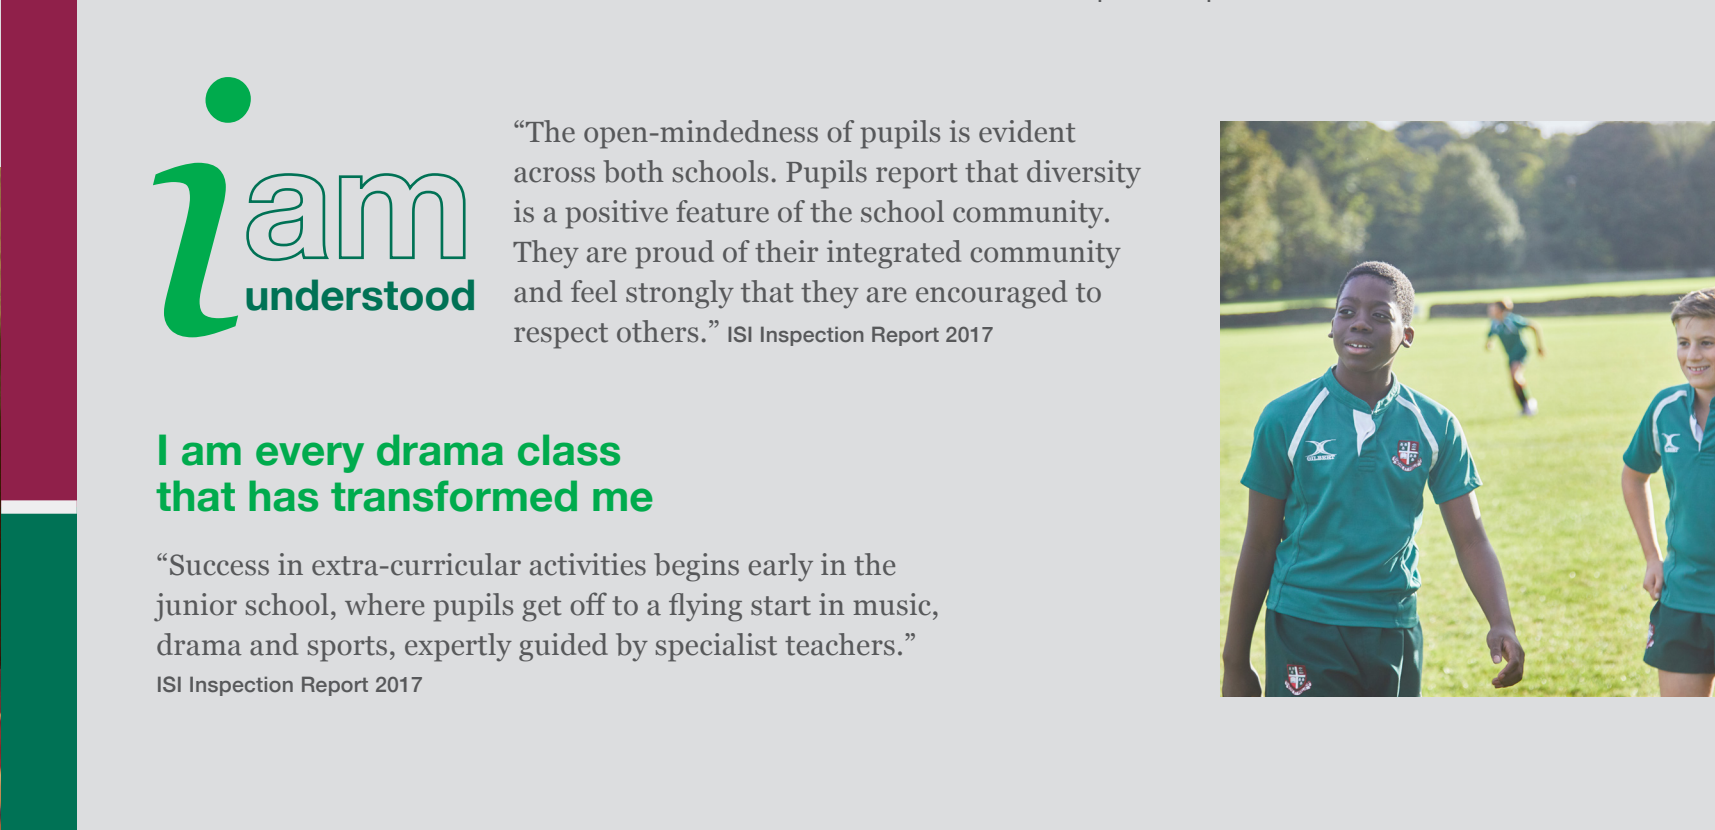 i am
understood
“The open-mindedness of pupils is evident
across both schools. Pupils report that diversity
is a positive feature of the school community.
They are proud of their integrated community
and feel strongly that they are encouraged to
respect others.” ISI Inspection Report 2017
I am every drama class
that has transformed me
“Success in extra-curricular activities begins early in the
junior school, where pupils get off to a flying start in music,
drama and sports, expertly guided by specialist teachers.”
ISI Inspection Report 2017
GILBERT